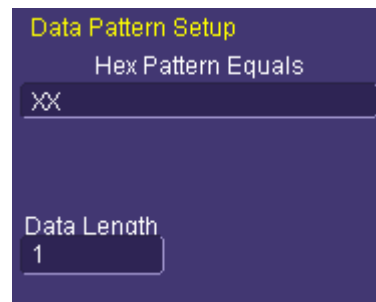 Data Pattern Setup
Hex Pattern Equals
XX
Data Length
1